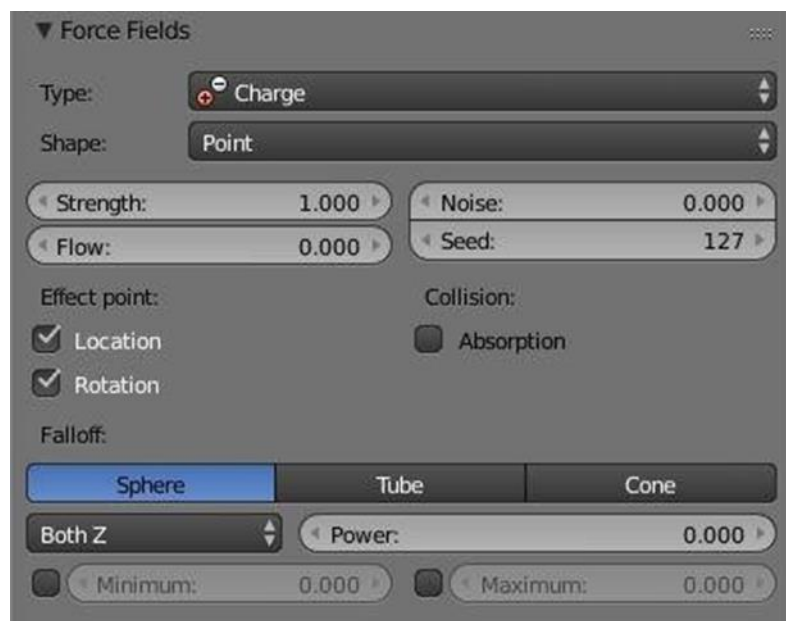 Force Fields
Type: Charge
Shape: Point
Strength: 1.000 Noise: 0.000
Flow: 0.000 Seed: 127
Effect point: Collision:
Location Absorption
Rotation
Falloff:
Sphere Tube Cone
Both Z Power: 0.000
Minimum: 0.000 Maximum: 0.000